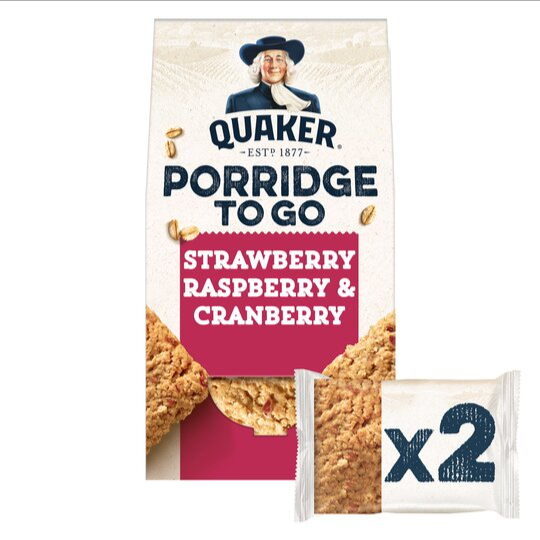 QUAKER®
ESTD 1877
PORRIDGE
TO GO
STRAWBERRY
RASPBERRY &
CRANBERRY
x2